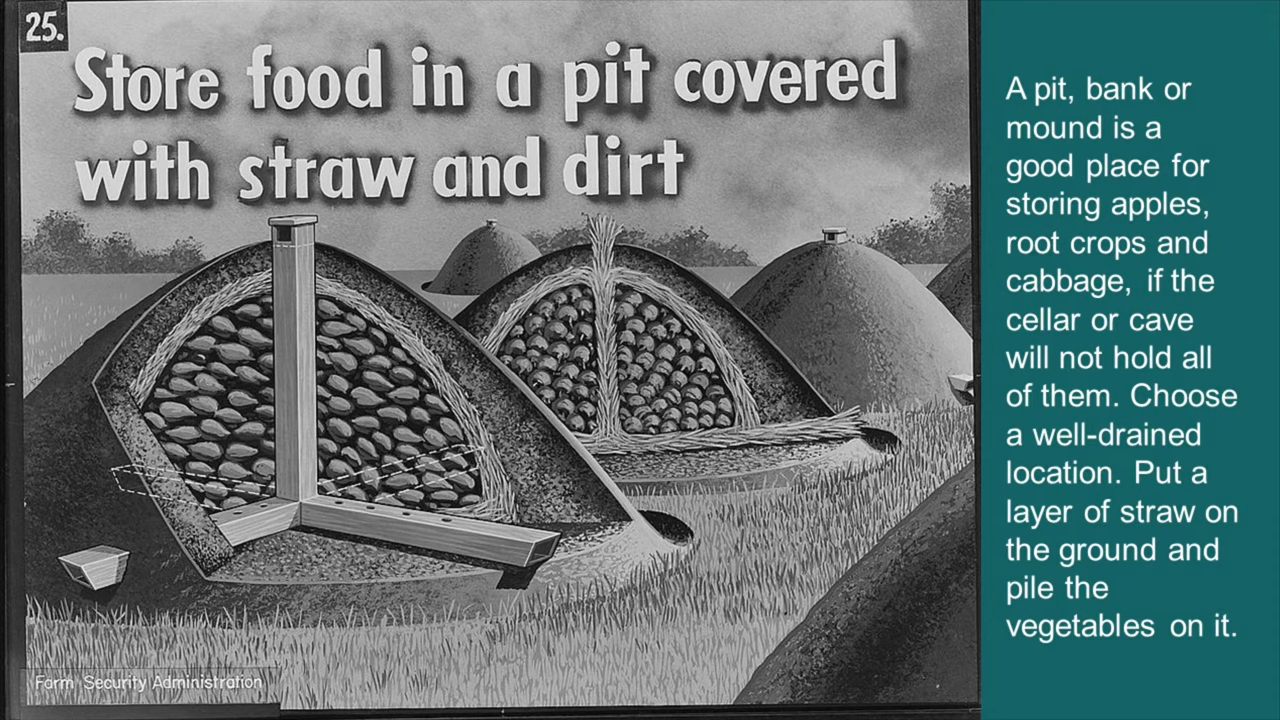 25.
Store food in a pit covered
with straw and dirt
Farm Security Administration
A pit, bank or
mound is a
good place for
storing apples,
root crops and
cabbage, if the
cellar or cave
will not hold all
of them. Choose
a well-drained
location. Put a
layer of straw on
the ground and
pile the
vegetables on it.